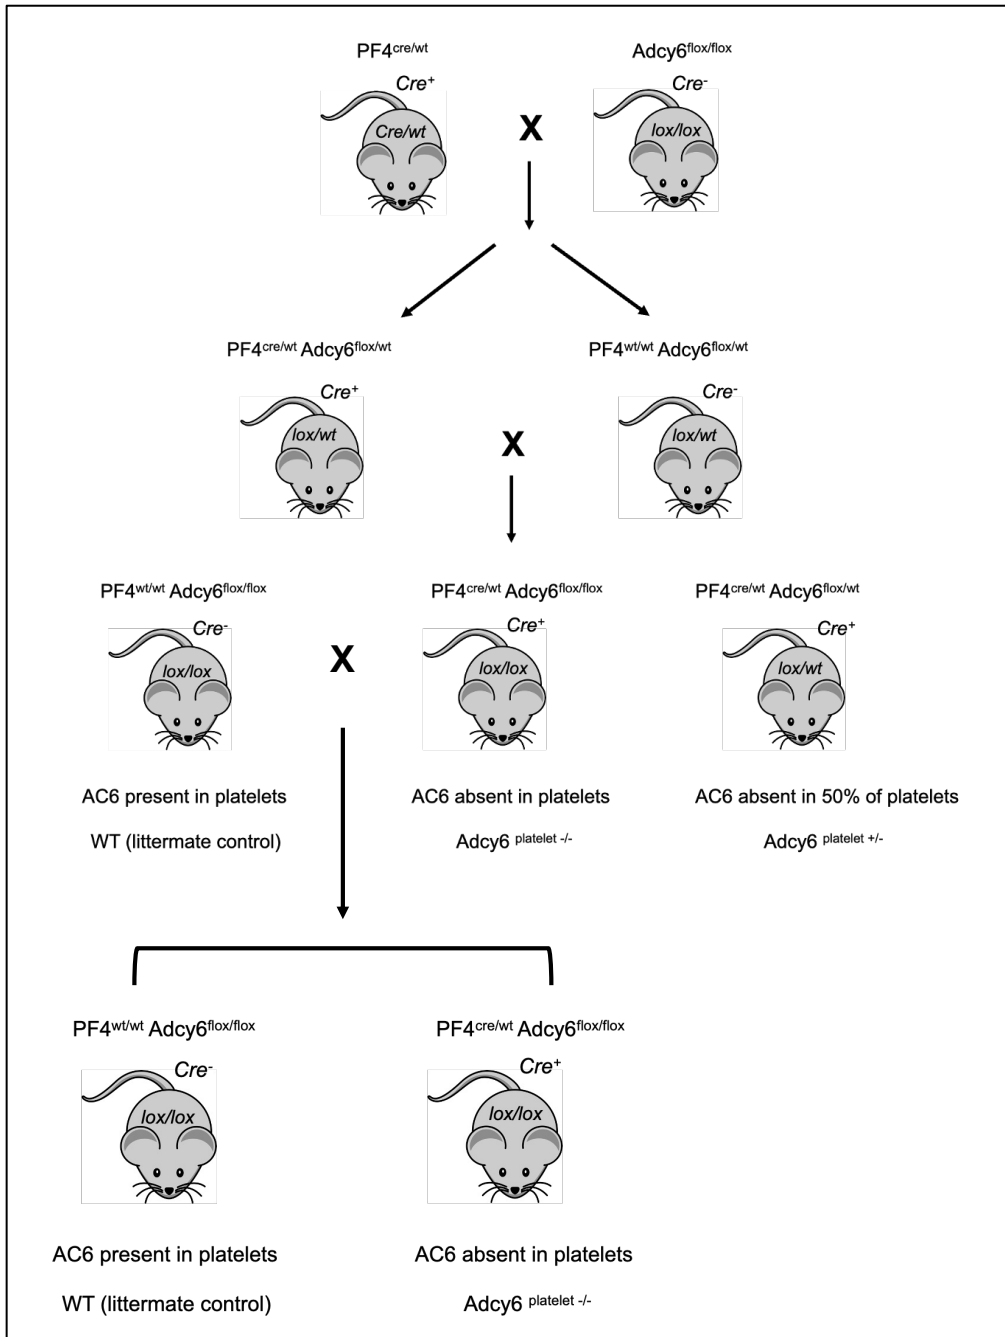 PF4cre/wt
Adcy6flox/flox
Cre+
Cre-
Cre/wt
X
lox/lox
PF4cre/wt Adcy6flox/wt
PF4wt/wt Adcy6flox/wt
Cre+
Cre-
lox/wt
X
lox/wt
PF4wt/wt Adcy6flox/flox
PF4cre/wt Adcy6flox/flox
PF4cre/wt Adcy6flox/wt
Cre-
Cre+
Cre+
lox/lox
X
lox/lox
lox/wt
AC6 present in platelets
AC6 absent in platelets
AC6 absent in 50% of platelets
WT (littermate control)
Adcy6 platelet -/-
Adcy6 platelet +/-
PF4wt/wt Adcy6flox/flox
PF4cre/wt Adcy6flox/flox
Cre-
Cre+
lox/lox
lox/lox
AC6 present in platelets
AC6 absent in platelets
WT (littermate control)
Adcy6 platelet -/-